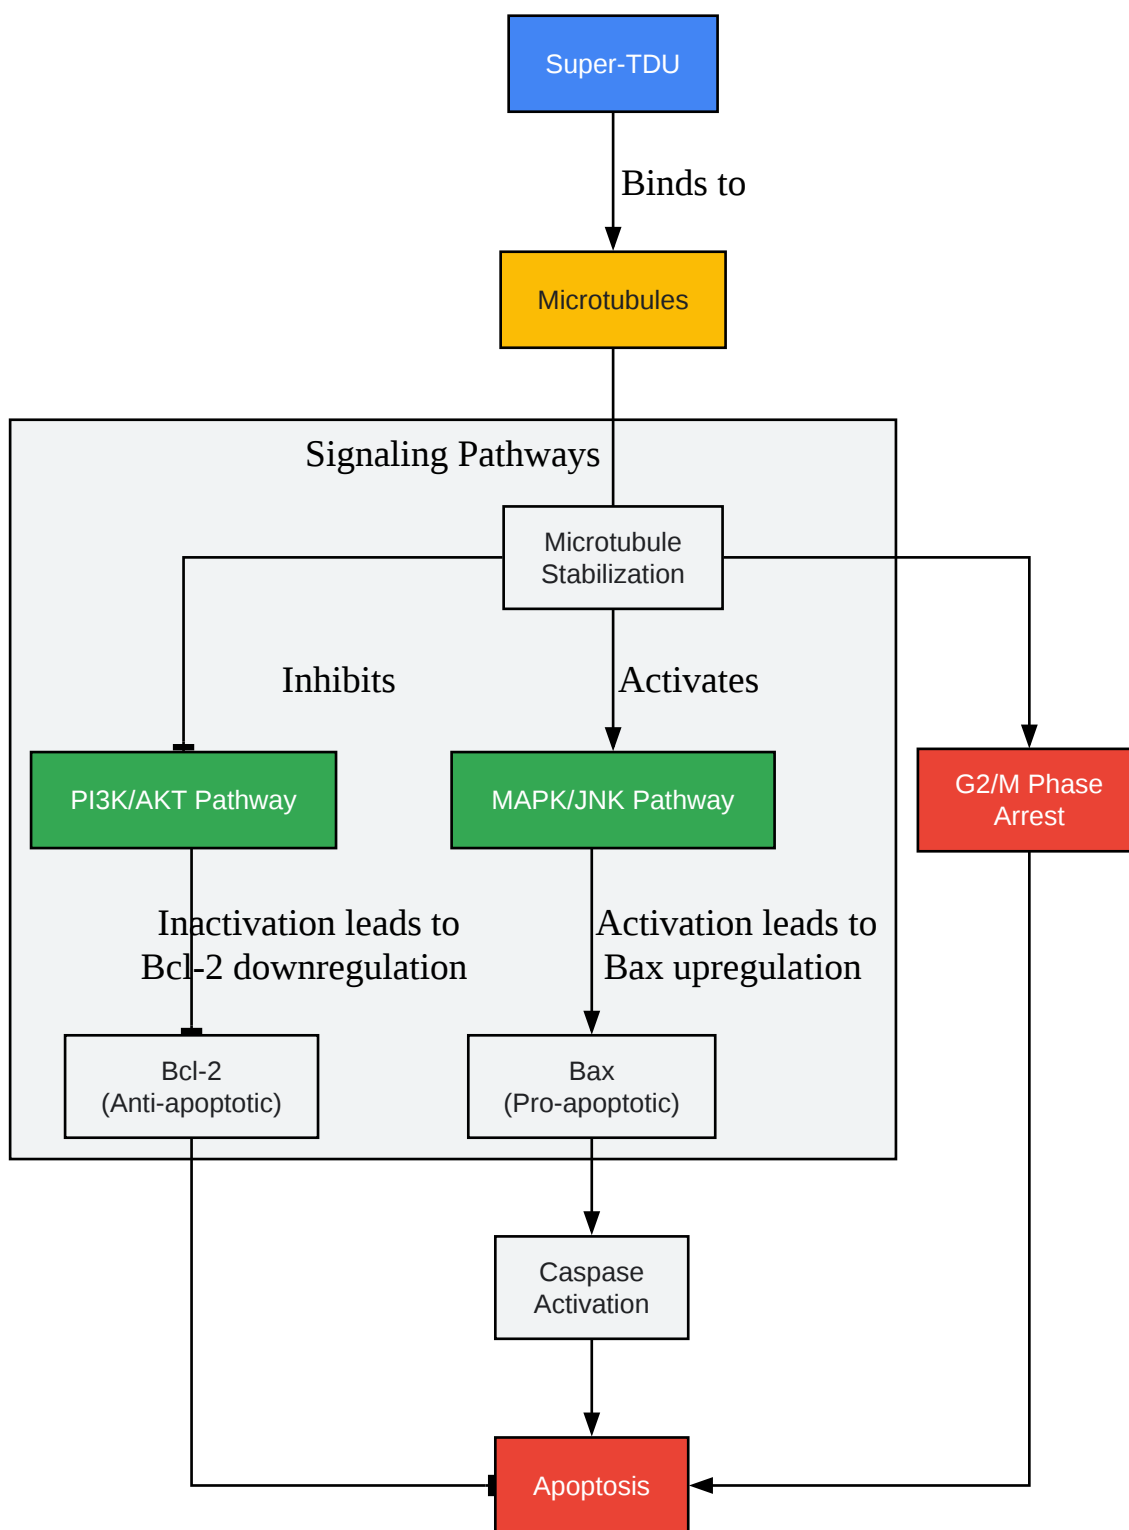 Super-TDU
Binds to
Microtubules
Signaling Pathways
Microtubule
Stabilization
Inhibits
Activates
PI3K/AKT Pathway
MAPK/JNK Pathway
G2/M Phase
Arrest
Inactivation leads to
Bcl-2 downregulation
Activation leads to
Bax upregulation
Bcl-2
(Anti-apoptotic)
Bax
(Pro-apoptotic)
Caspase
Activation
Apoptosis